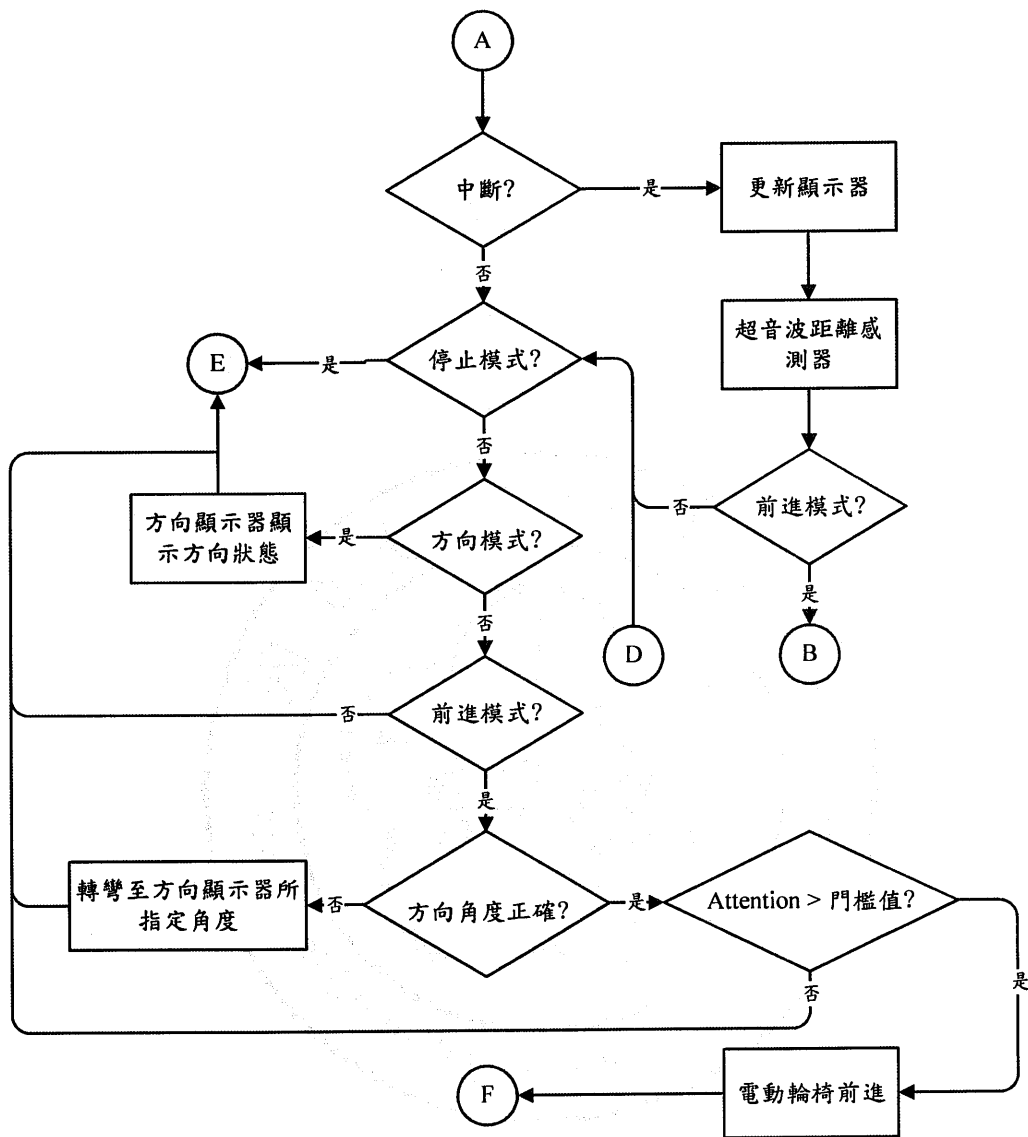 A
中斷?
是
更新顯示器
否
超音波距離感
測器
E
是
停止模式?
否
前進模式?
否
方向顯示器顯
示方向狀態
是
方向模式?
是
否
D
B
否
前進模式?
是
轉彎至方向顯示器所
指定角度
否
方向角度正確?
是
Attention > 門檻值?
是
否
F
電動輪椅前進